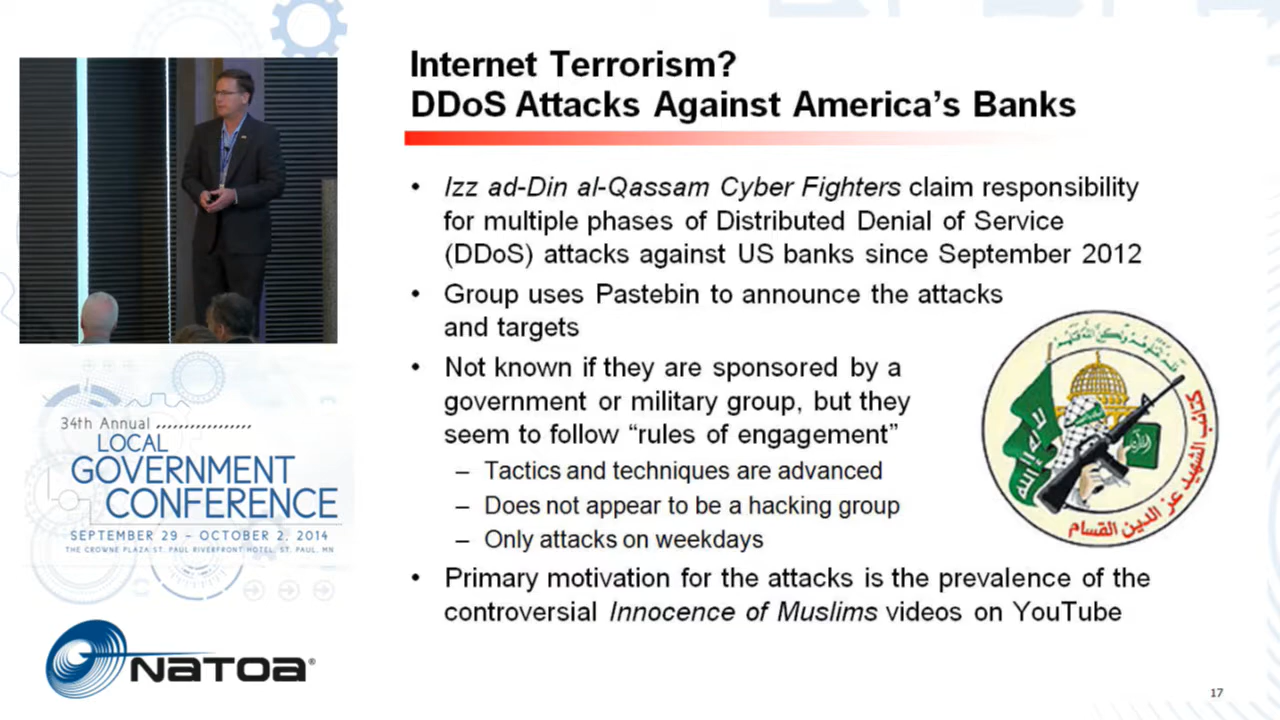 Internet Terrorism?
DDoS Attacks Against America's Banks
• Izz ad-Din al-Qassam Cyber Fighters claim responsibility
for multiple phases of Distributed Denial of Service
(DDoS) attacks against US banks since September 2012
• Group uses Pastebin to announce the attacks
and targets
• Not known if they are sponsored by a
government or military group, but they
seem to follow “rules of engagement”
– Tactics and techniques are advanced
– Does not appear to be a hacking group
– Only attacks on weekdays
• Primary motivation for the attacks is the prevalence of the
controversial Innocence of Muslims videos on YouTube
كتائب الشهيد عز الدين القسام
34th Annual
LOCAL
GOVERNMENT
CONFERENCE
SEPTEMBER 29 – OCTOBER 2, 2014
THE CROWNE PLAZA ST. PAUL RIVERFRONT HOTEL, ST. PAUL, MN
NATOA®
17